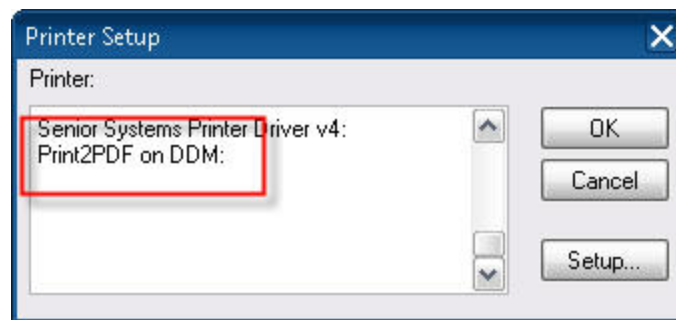 Printer Setup
Printer:
Senior Systems Printer Driver v4:
Print2PDF on DDM:
OK
Cancel
Setup...